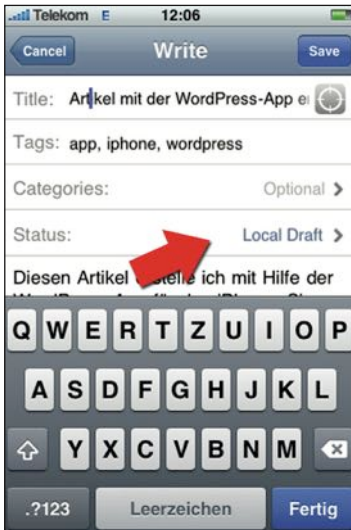 Telekom E 12:06
Cancel Write Save
Title: Artikel mit der WordPress-App e
Tags: app, iphone, wordpress
Categories: Optional >
Status: Local Draft >
Diesen Artikel ich mit Hilfe der
Q W E R T Z U I O P
A S D F G H J K L
Y X C V B N M
.?123 Leerzeichen Fertig